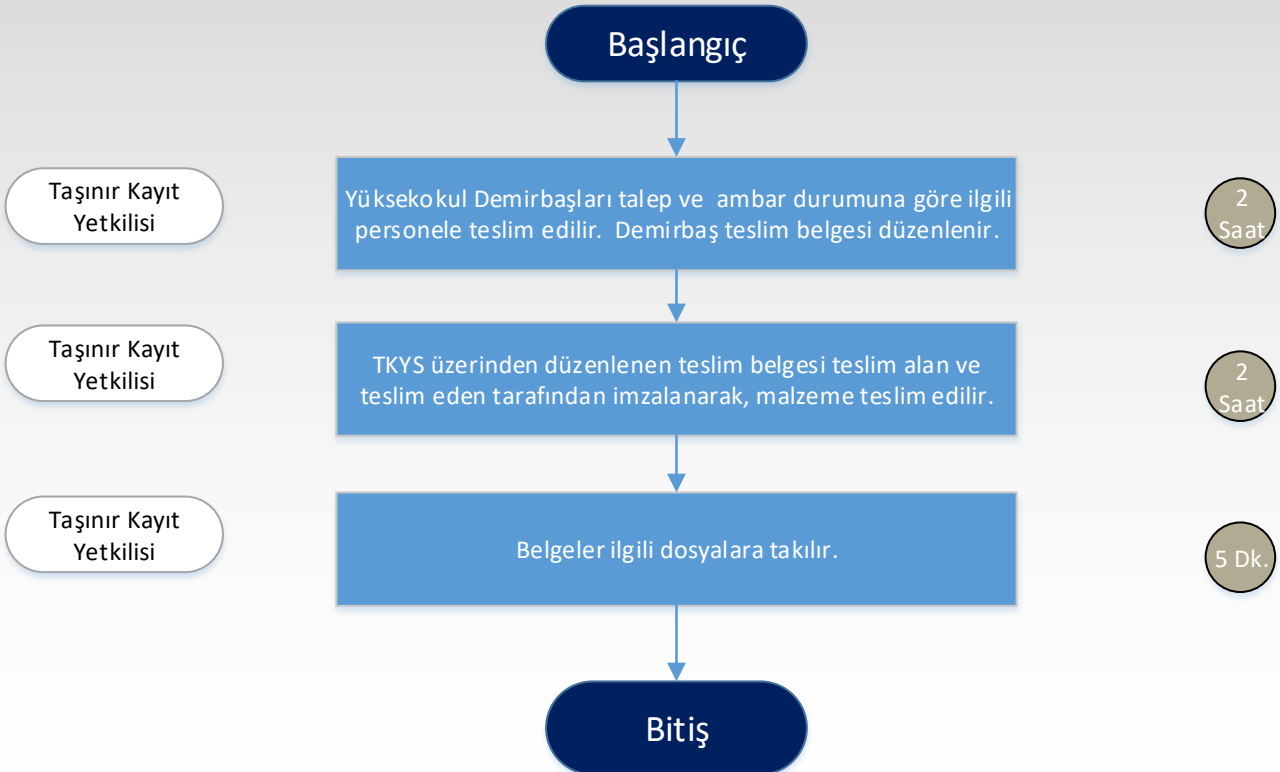 Başlangıç
Taşınır Kayıt
Yetkilisi
Yüksekokul Demirbaşları talep ve ambar durumuna göre ilgili
personele teslim edilir. Demirbaş teslim belgesi düzenlenir.
2
Saat
Taşınır Kayıt
Yetkilisi
TKYS üzerinden düzenlenen teslim belgesi teslim alan ve
teslim eden tarafından imzalanarak, malzeme teslim edilir.
2
Saat
Taşınır Kayıt
Yetkilisi
Belgeler ilgili dosyalara takılır.
5 Dk.
Bitiş